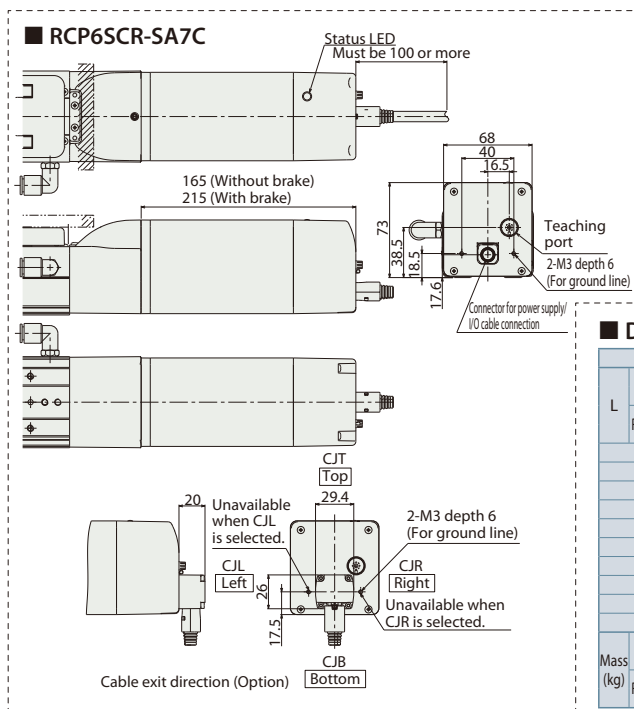 ■ RCP6SCR-SA7C
Status LED
Must be 100 or more
165 (Without brake)
215 (With brake)
68
40
16.5
73
38.5
18.5
17.6
Teaching
port
2-M3 depth 6
(For ground line)
Connector for power supply/
I/O cable connection
■ D
L
CJT
Top
29.4
20
Unavailable
when CJL
is selected.
2-M3 depth 6
(For ground line)
CJL
Left
CJR
Right
26
17.5
Unavailable when
CJR is selected.
CJB
Bottom
Cable exit direction (Option)
Mass
(kg)